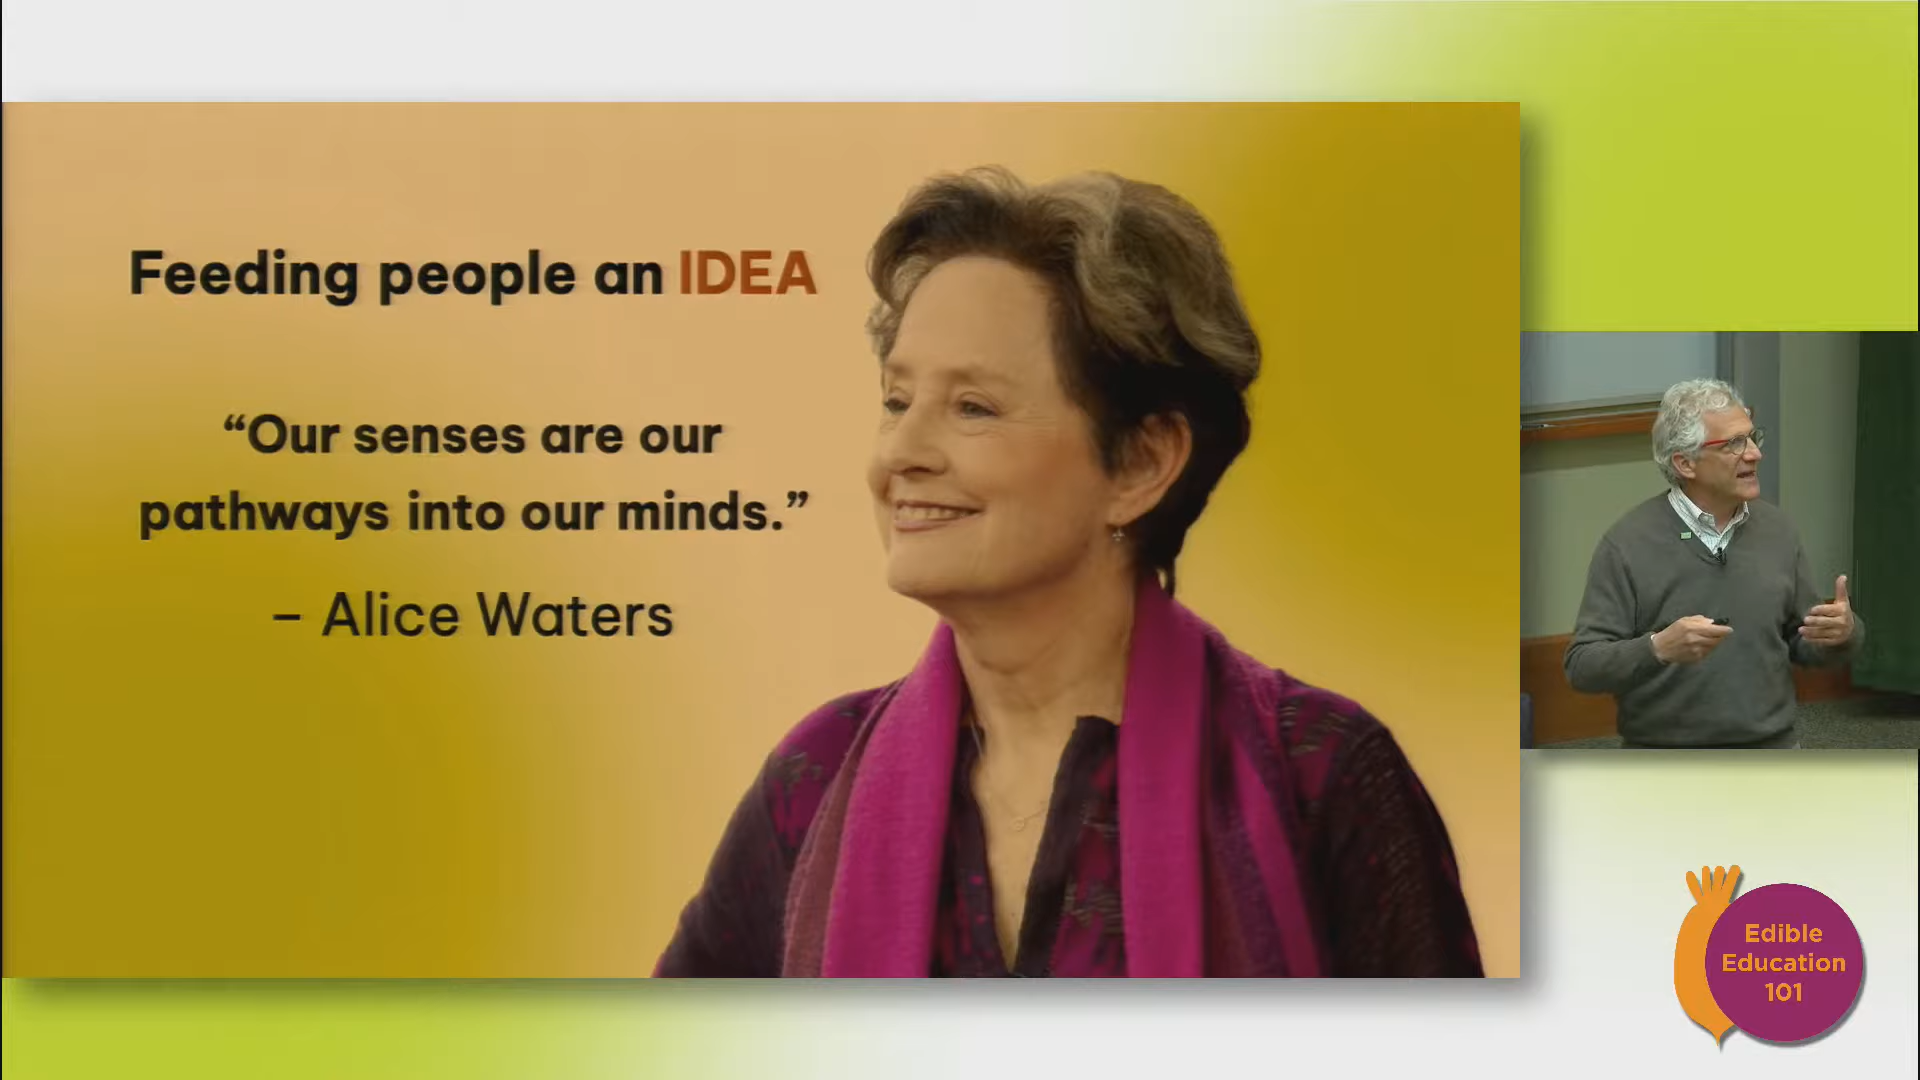 Feeding people an IDEA
“Our senses are our
pathways into our minds.”
– Alice Waters
Edible
Education
101